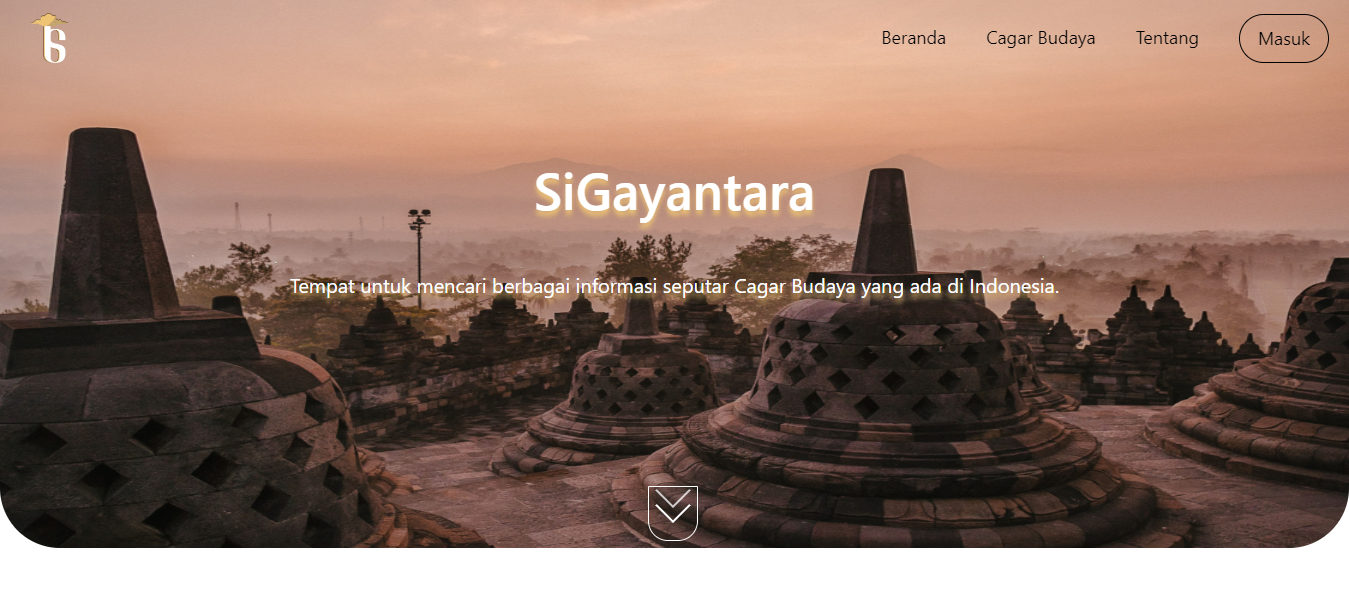 Beranda Cagar Budaya Tentang Masuk
SiGayantara
Tempat untuk mencari berbagai informasi seputar Cagar Budaya yang ada di Indonesia.